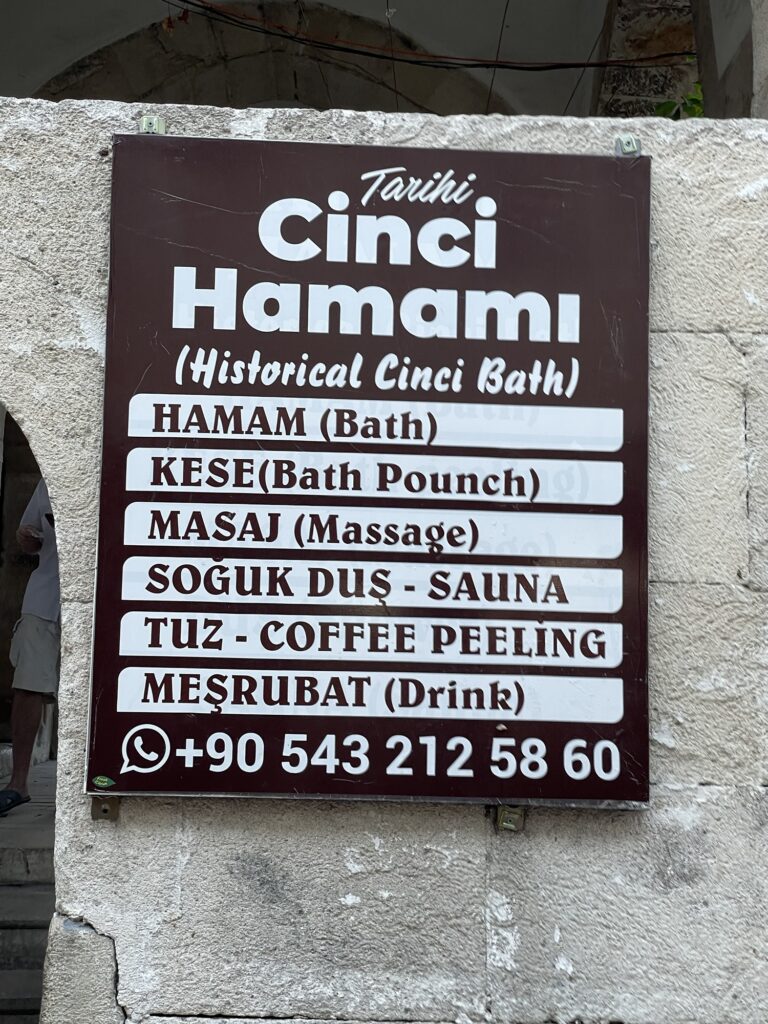 Tarihi
Cinci
Hamamı
(Historical Cinci Bath)
HAMAM (Bath)
KESE(Bath Pounch)
MASAJ (Massage)
SOĞUK DUŞ - SAUNA
TUZ - COFFEE PEELİNG
MEŞRUBAT (Drink)
+90 543 212 58 60